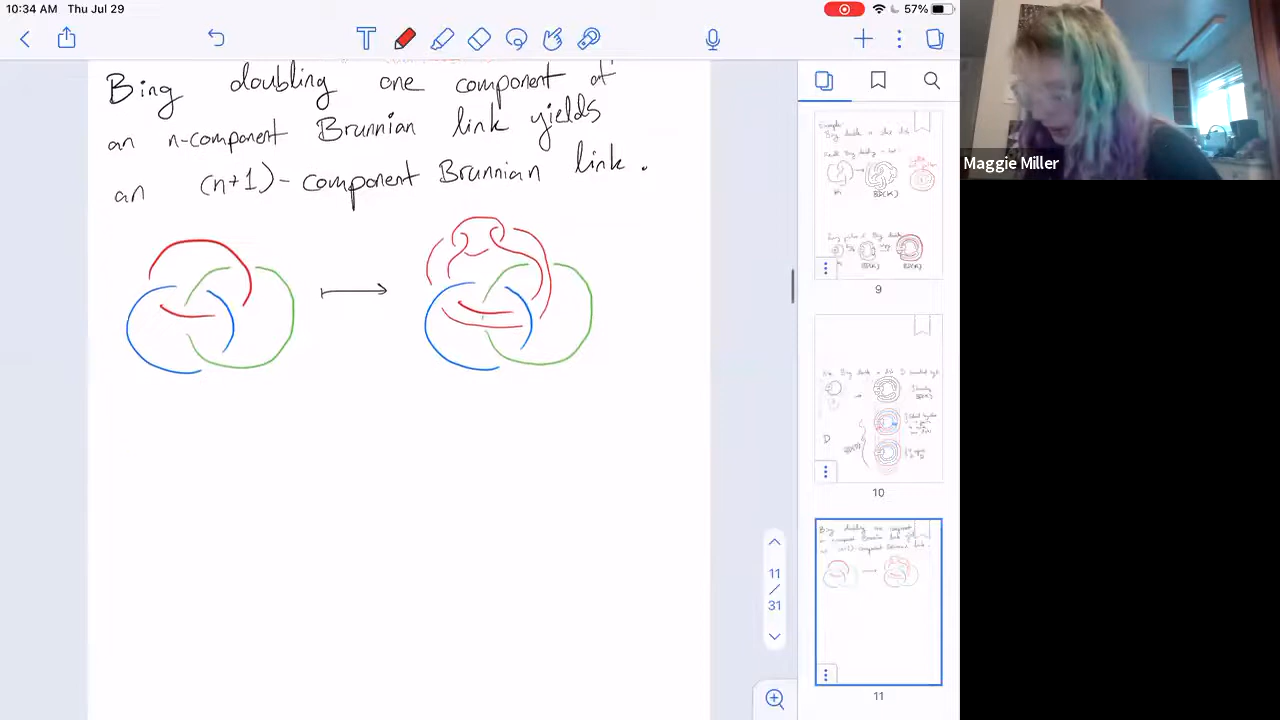 10:34 AM Thu Jul 29
57%
Bing doubling one component of
an n-component Brunnian link yields
an (n+1)-component Brunnian link.
Maggie Miller
9
10
11
/
31
11